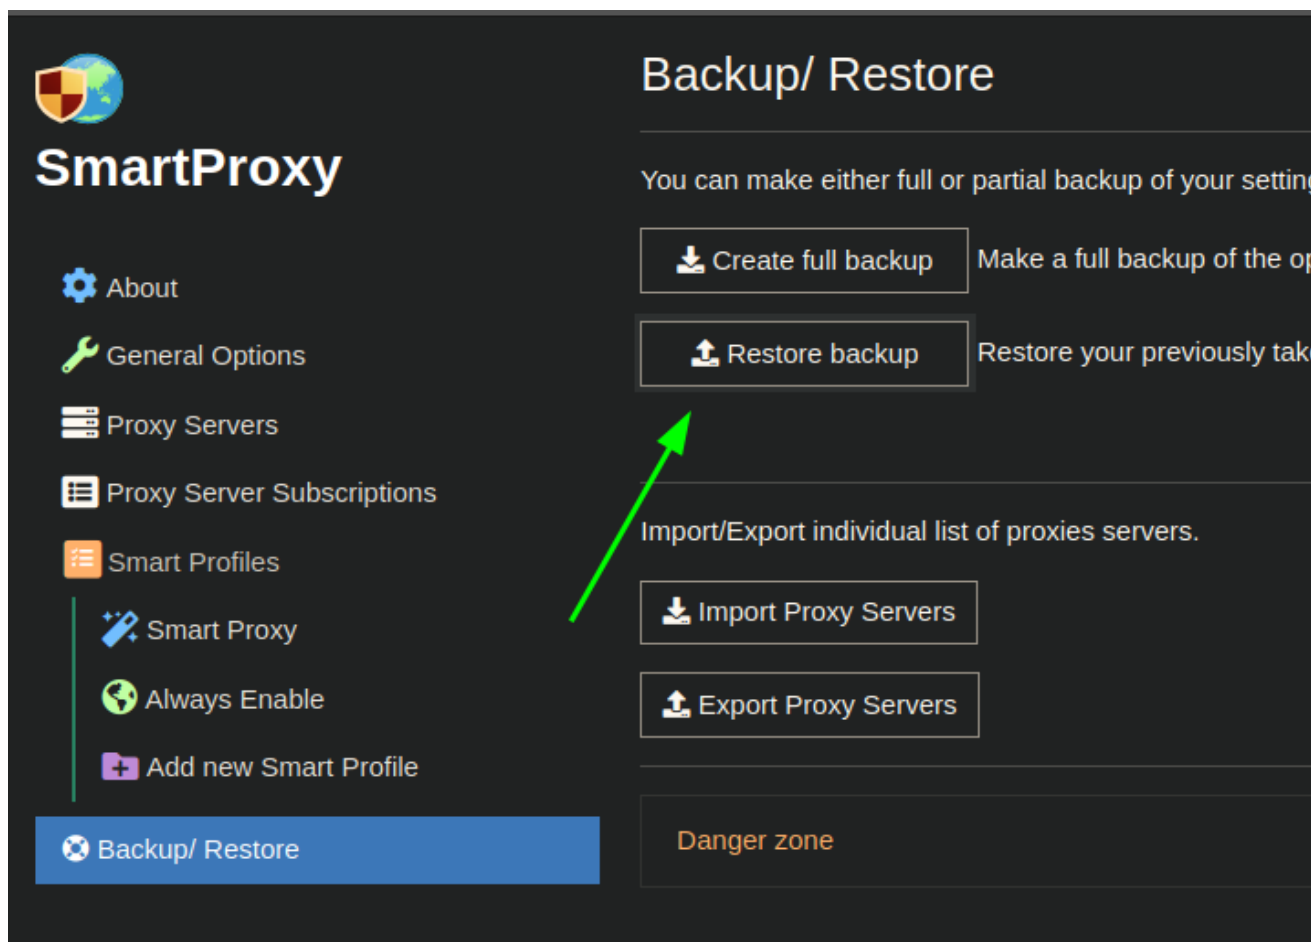 SmartProxy
About
General Options
Proxy Servers
Proxy Server Subscriptions
Smart Profiles
Smart Proxy
Always Enable
Add new Smart Profile
Backup/ Restore
Backup/ Restore
You can make either full or partial backup of your
Create full backup Make a full backup of the
Restore backup Restore your previously
Import/Export individual list of proxies servers.
Import Proxy Servers
Export Proxy Servers
Danger zone